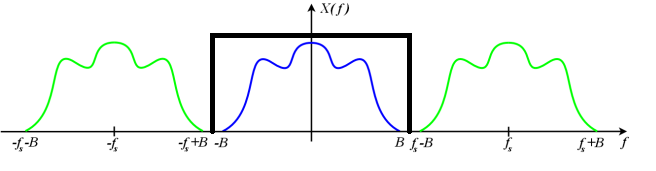 X(f)
-fₛ-B -fₛ -fₛ+B -B B fₛ-B fₛ fₛ+B f